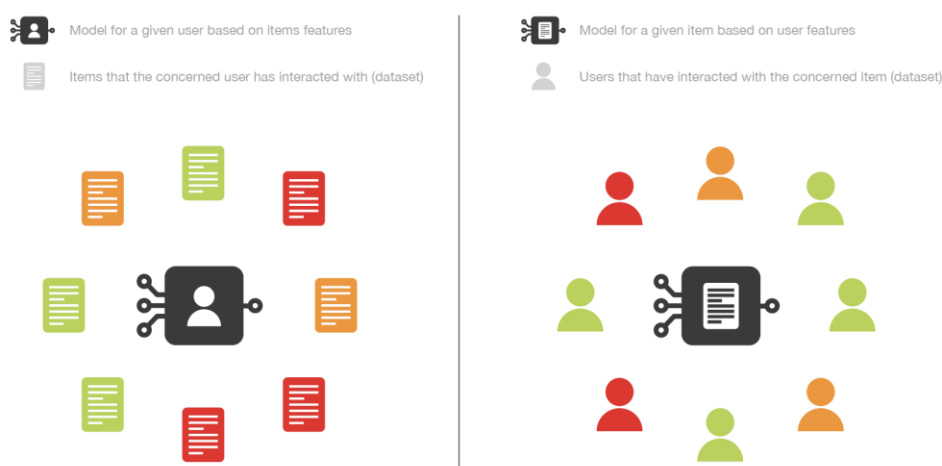 Model for a given user based on items features
Items that the concerned user has interacted with (dataset)
Model for a given item based on user features
Users that have interacted with the concerned item (dataset)